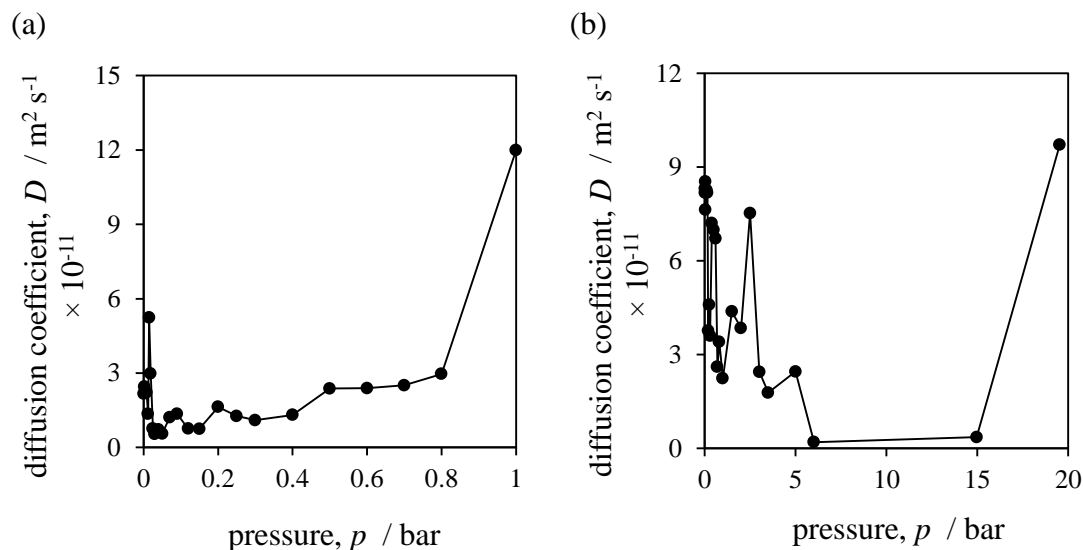 (a)
diffusion coefficient, D / m² s⁻¹
× 10⁻¹¹
15
12
9
6
3
0
0 0.2 0.4 0.6 0.8 1
pressure, p / bar
(b)
diffusion coefficient, D / m² s⁻¹
× 10⁻¹¹
12
9
6
3
0
0 5 10 15 20
pressure, p / bar